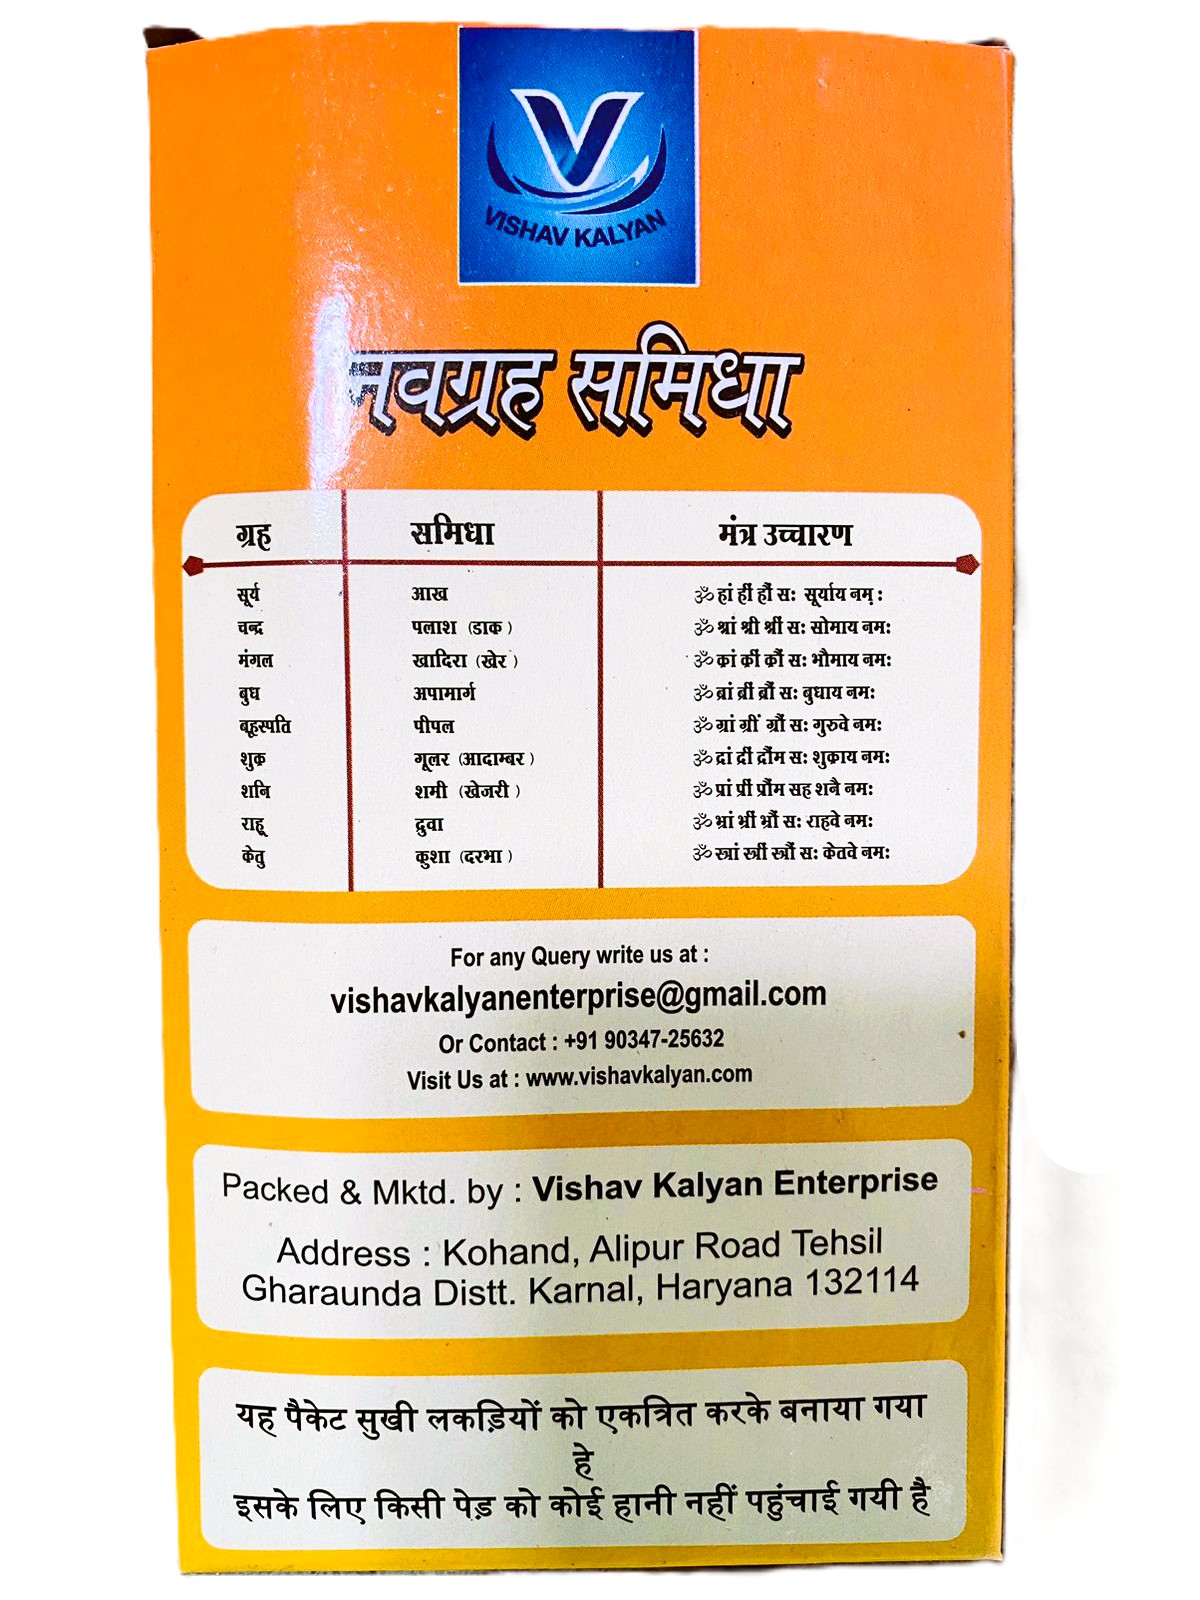 VISHAV KALYAN
नवग्रह समिधा
ग्रह समिधा मंत्र उच्चारण
सूर्य आख ॐ हां हीं हौं सः सूर्याय नम् :
चन्द्र पलाश (डाक ) ॐ श्रां श्री श्रीं सः सोमाय नमः
मंगल खादिरा (खेर ) ॐ क्रां क्रीं क्रौं सः भौमाय नमः
बुध अपामार्ग ॐ ब्रां ब्रीं ब्रौं सः बुधाय नमः
बृहस्पति पीपल ॐ ग्रां ग्रीं ग्रौं सः गुरुवे नमः
शुक्र गूलर (आदाम्बर ) ॐ द्रां द्रीं द्रौंम सः शुक्राय नमः
शनि शमी (खेजरी ) ॐ प्रां प्रीं प्रौंम सह शनै नमः
राहू द्रुवा ॐ भ्रां भ्रीं भ्रौं सः राहवे नमः
केतु कुशा (दरभा ) ॐ स्त्रां स्त्रीं स्त्रौं सः केतवे नमः
For any Query write us at :
vishavkalyanenterprise@gmail.com
Or Contact : +91 90347-25632
Visit Us at : www.vishavkalyan.com
Packed & Mktd. by : Vishav Kalyan Enterprise
Address : Kohand, Alipur Road Tehsil
Gharaunda Distt. Karnal, Haryana 132114
यह पैकेट सुखी लकड़ियों को एकत्रित करके बनाया गया
हे
इसके लिए किसी पेड़ को कोई हानी नहीं पहुंचाई गयी है